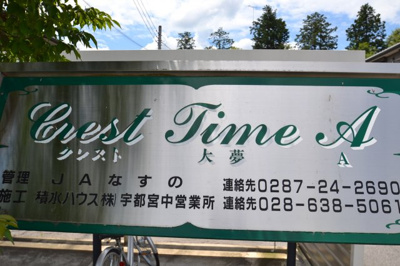 Crest Time A
クレスト 大夢 A
管理 JAなすの 連絡先0287-24-2690
施工 積水ハウス㈱宇都宮中営業所 連絡先028-638-5061